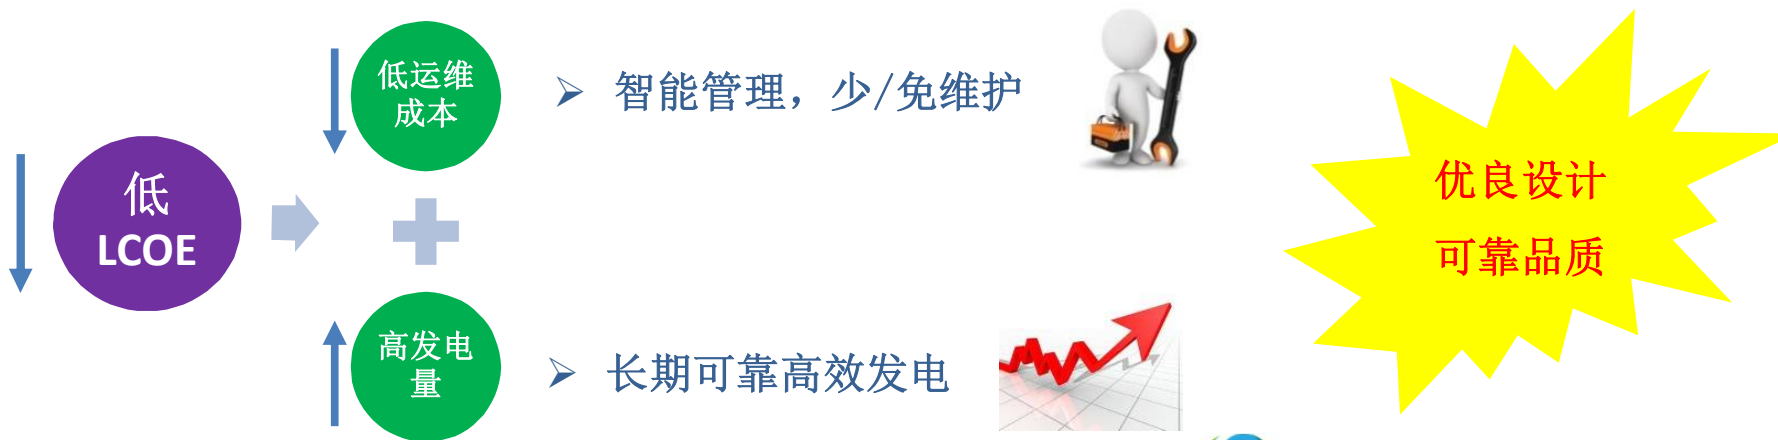 低
LCOE
低运维
成本
➢ 智能管理，少/免维护
高发电
量
➢ 长期可靠高效发电
优良设计
可靠品质